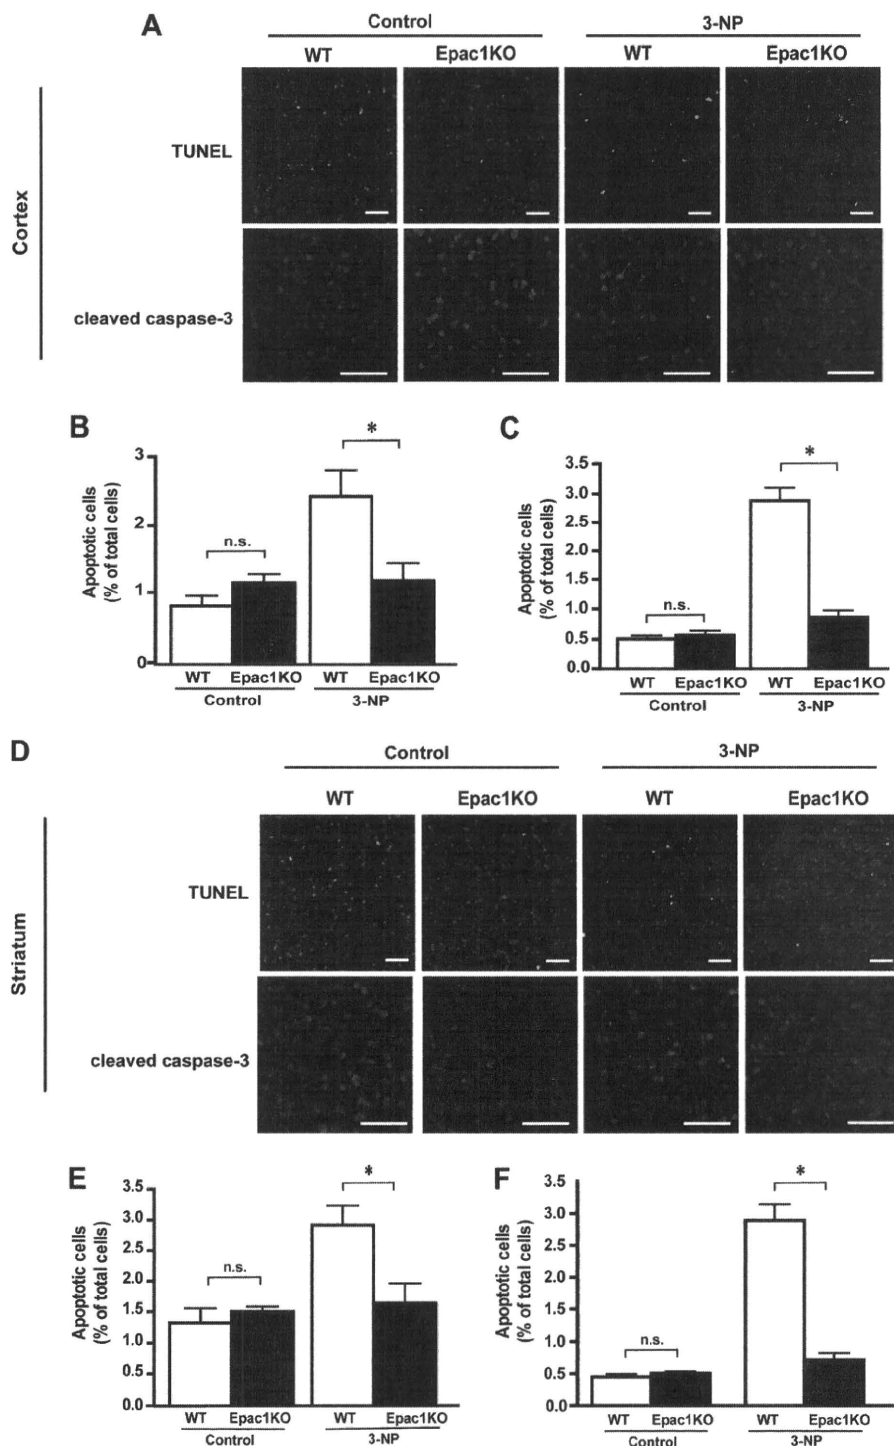 A
Control 3-NP
WT Epac1KO WT Epac1KO
TUNEL
Cortex
cleaved caspase-3
B
Apoptotic cells
(% of total cells)
3
2
1
0
n.s.
*
WT Epac1KO WT Epac1KO
Control 3-NP
C
Apoptotic cells
(% of total cells)
3.5
3.0
2.5
2.0
1.5
1.0
0.5
0.0
n.s.
*
WT Epac1KO WT Epac1KO
Control 3-NP
D
Control 3-NP
WT Epac1KO WT Epac1KO
TUNEL
Striatum
cleaved caspase-3
E
Apoptotic cells
(% of total cells)
3.5
3.0
2.5
2.0
1.5
1.0
0.5
0.0
n.s.
*
WT Epac1KO WT Epac1KO
Control 3-NP
F
Apoptotic cells
(% of total cells)
3.5
3.0
2.5
2.0
1.5
1.0
0.5
0.0
n.s.
*
WT Epac1KO WT Epac1KO
Control 3-NP